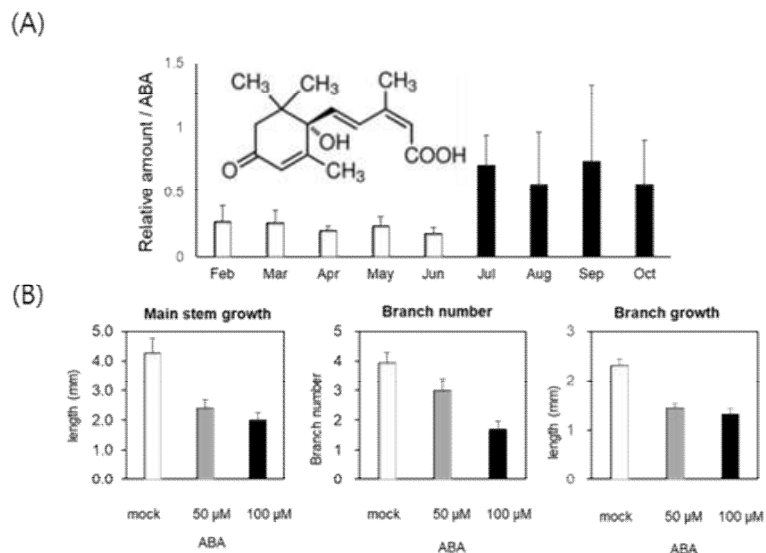 (A)
Relative amount / ABA
1.5
1
0.5
0
CH₃
CH₃
CH₃
OH
COOH
O
CH₃
Feb Mar Apr May Jun Jul Aug Sep Oct
(B)
Main stem growth
length (mm)
5.0
4.0
3.0
2.0
1.0
0.0
mock 50 μM 100 μM
ABA
Branch number
Branch number
5
4
3
2
1
0
mock 50 μM 100 μM
ABA
Branch growth
length (mm)
3
2
1
0
mock 50 μM 100 μM
ABA